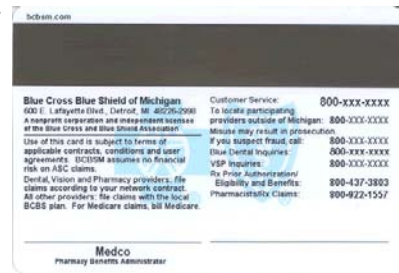 bcbsm.com
Blue Cross Blue Shield of Michigan
600 E. Lafayette Blvd., Detroit, MI 48226-2998
A nonprofit corporation and independent licensee
of the Blue Cross and Blue Shield Association
Use of this card is subject to terms of
applicable contracts, conditions and user
agreements. BCBSM assumes no financial
risk on ASC claims.
Dental, Vision and Pharmacy providers: file
claims according to your network contract.
All other providers: file claims with the local
BCBS plan. For Medicare claims, bill Medicare.
Medco
Pharmacy Benefits Administrator
Customer Service: 800-xxx-xxxx
To locate participating
providers outside of Michigan: 800-XXX-XXXX
Misuse may result in prosecution
If you suspect fraud, call: 800-XXX-XXXX
Blue Dental Inquiries: 800-xxx-xxxx
VSP Inquiries: 800-XXX-XXXX
Rx Prior Authorization/
Eligibility and Benefits: 800-437-3803
Pharmacists/Rx Claims: 800-922-1557